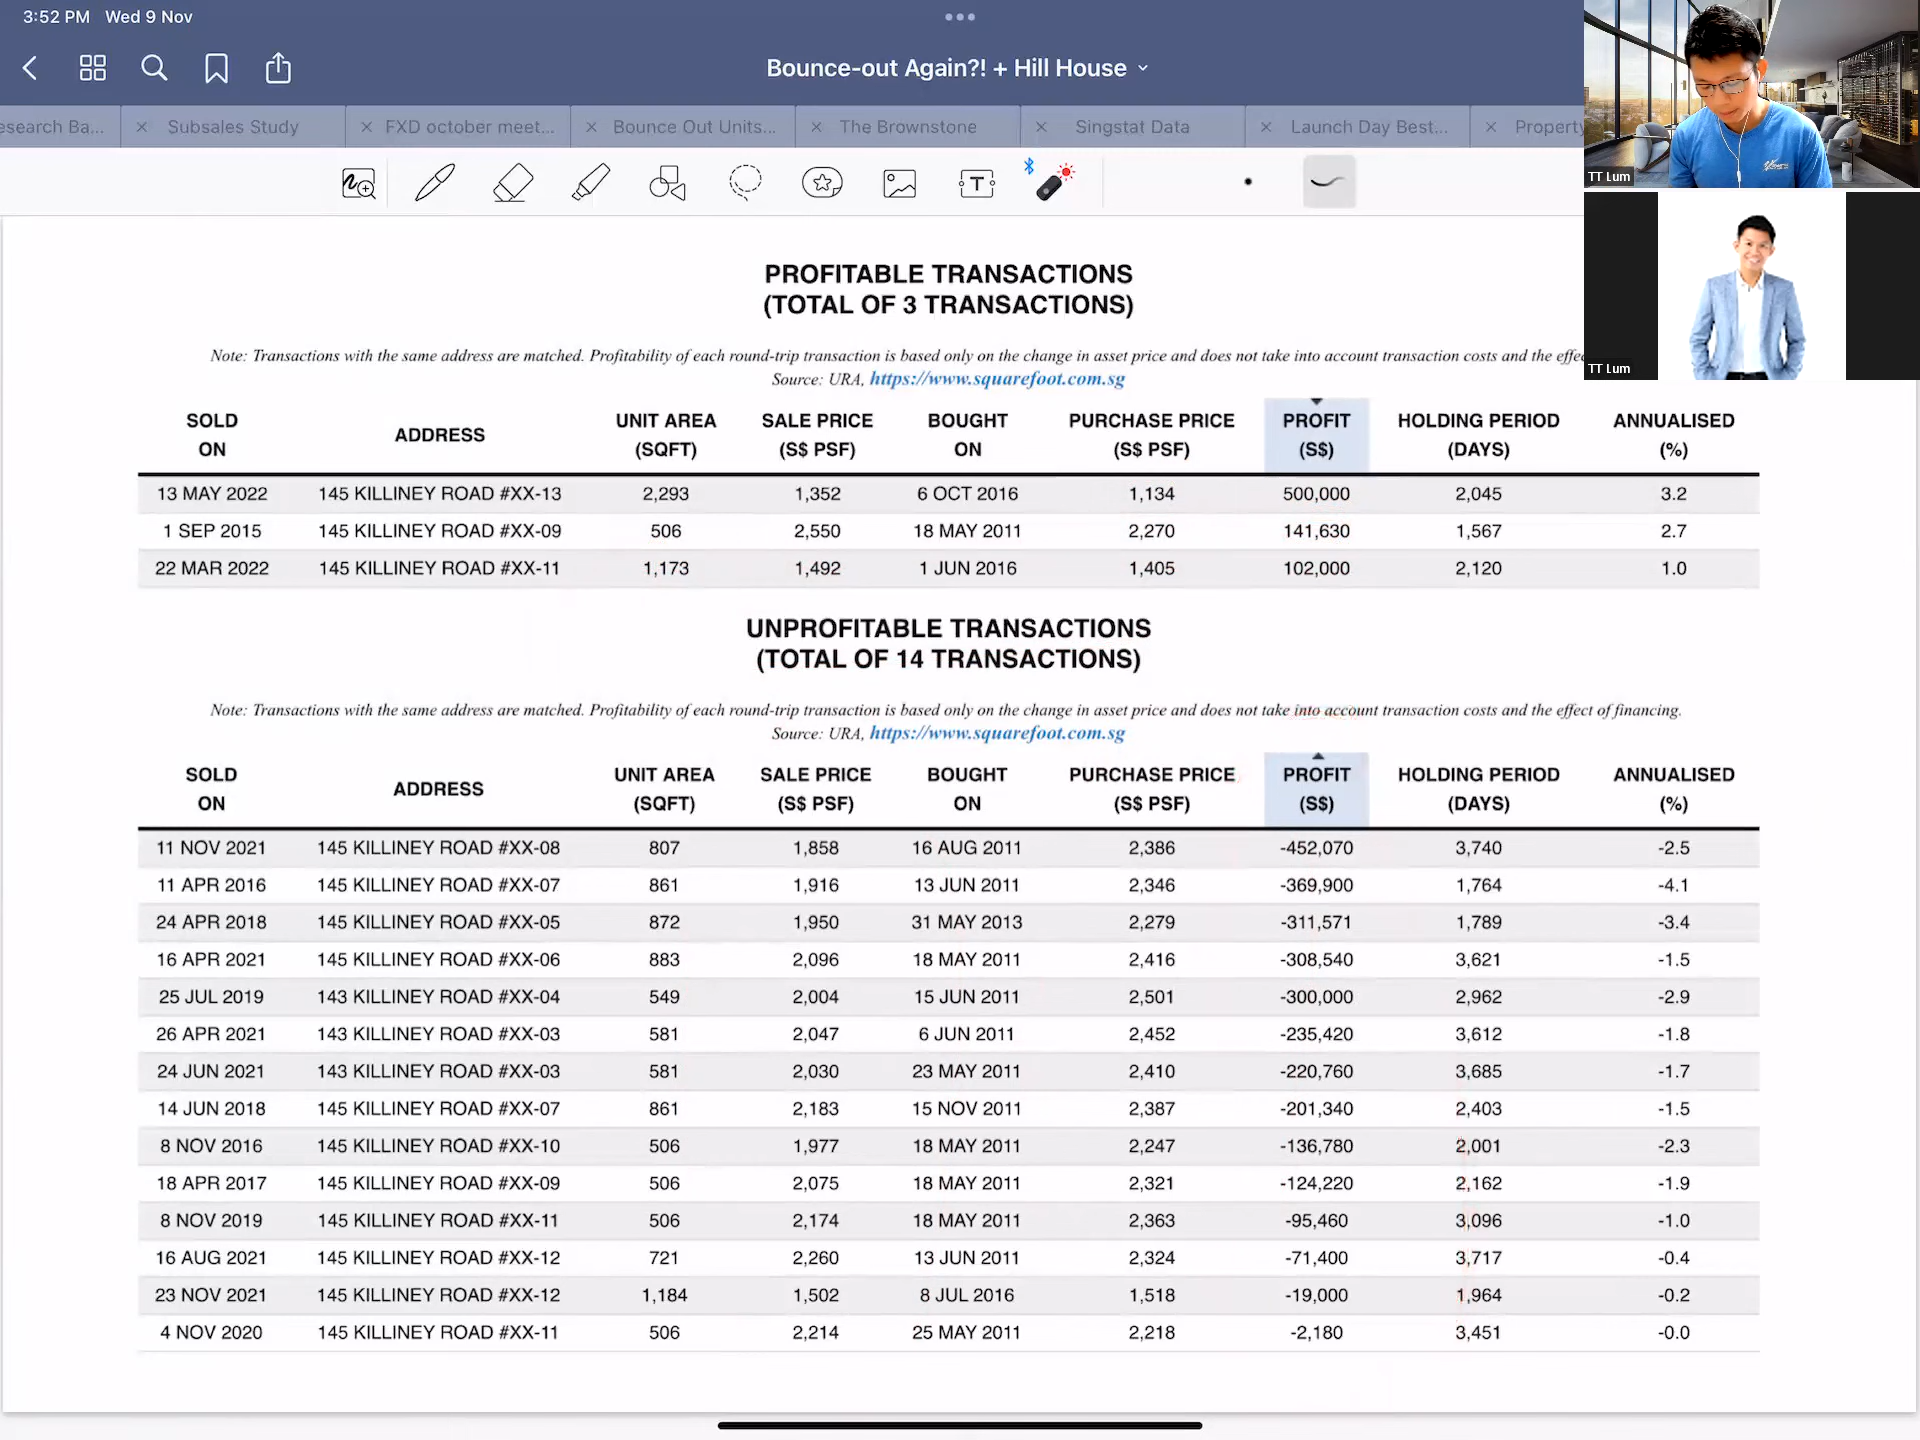 3:52 PM Wed 9 Nov
Bounce-out Again?! + Hill House
esearch Ba...
Subsales Study
FXD october meet...
Bounce Out Units...
The Brownstone
Singstat Data
Launch Day Best...
Property
TT Lum
TT Lum
T
PROFITABLE TRANSACTIONS
(TOTAL OF 3 TRANSACTIONS)
Note: Transactions with the same address are matched. Profitability of each round-trip transaction is based only on the change in asset price and does not take into account transaction costs and the effec
Source: URA, https://www.squarefoot.com.sg
SOLD ON ADDRESS UNIT AREA (SQFT) SALE PRICE (S$ PSF) BOUGHT ON PURCHASE PRICE (S$ PSF) PROFIT (S$) HOLDING PERIOD (DAYS) ANNUALISED (%)
13 MAY 2022 145 KILLINEY ROAD #XX-13 2,293 1,352 6 OCT 2016 1,134 500,000 2,045 3.2
1 SEP 2015 145 KILLINEY ROAD #XX-09 506 2,550 18 MAY 2011 2,270 141,630 1,567 2.7
22 MAR 2022 145 KILLINEY ROAD #XX-11 1,173 1,492 1 JUN 2016 1,405 102,000 2,120 1.0
UNPROFITABLE TRANSACTIONS
(TOTAL OF 14 TRANSACTIONS)
Note: Transactions with the same address are matched. Profitability of each round-trip transaction is based only on the change in asset price and does not take into account transaction costs and the effect of financing.
Source: URA, https://www.squarefoot.com.sg
SOLD ON ADDRESS UNIT AREA (SQFT) SALE PRICE (S$ PSF) BOUGHT ON PURCHASE PRICE (S$ PSF) PROFIT (S$) HOLDING PERIOD (DAYS) ANNUALISED (%)
11 NOV 2021 145 KILLINEY ROAD #XX-08 807 1,858 16 AUG 2011 2,386 -452,070 3,740 -2.5
11 APR 2016 145 KILLINEY ROAD #XX-07 861 1,916 13 JUN 2011 2,346 -369,900 1,764 -4.1
24 APR 2018 145 KILLINEY ROAD #XX-05 872 1,950 31 MAY 2013 2,279 -311,571 1,789 -3.4
16 APR 2021 145 KILLINEY ROAD #XX-06 883 2,096 18 MAY 2011 2,416 -308,540 3,621 -1.5
25 JUL 2019 143 KILLINEY ROAD #XX-04 549 2,004 15 JUN 2011 2,501 -300,000 2,962 -2.9
26 APR 2021 143 KILLINEY ROAD #XX-03 581 2,047 6 JUN 2011 2,452 -235,420 3,612 -1.8
24 JUN 2021 143 KILLINEY ROAD #XX-03 581 2,030 23 MAY 2011 2,410 -220,760 3,685 -1.7
14 JUN 2018 145 KILLINEY ROAD #XX-07 861 2,183 15 NOV 2011 2,387 -201,340 2,403 -1.5
8 NOV 2016 145 KILLINEY ROAD #XX-10 506 1,977 18 MAY 2011 2,247 -136,780 2,001 -2.3
18 APR 2017 145 KILLINEY ROAD #XX-09 506 2,075 18 MAY 2011 2,321 -124,220 2,162 -1.9
8 NOV 2019 145 KILLINEY ROAD #XX-11 506 2,174 18 MAY 2011 2,363 -95,460 3,096 -1.0
16 AUG 2021 145 KILLINEY ROAD #XX-12 721 2,260 13 JUN 2011 2,324 -71,400 3,717 -0.4
23 NOV 2021 145 KILLINEY ROAD #XX-12 1,184 1,502 8 JUL 2016 1,518 -19,000 1,964 -0.2
4 NOV 2020 145 KILLINEY ROAD #XX-11 506 2,214 25 MAY 2011 2,218 -2,180 3,451 -0.0